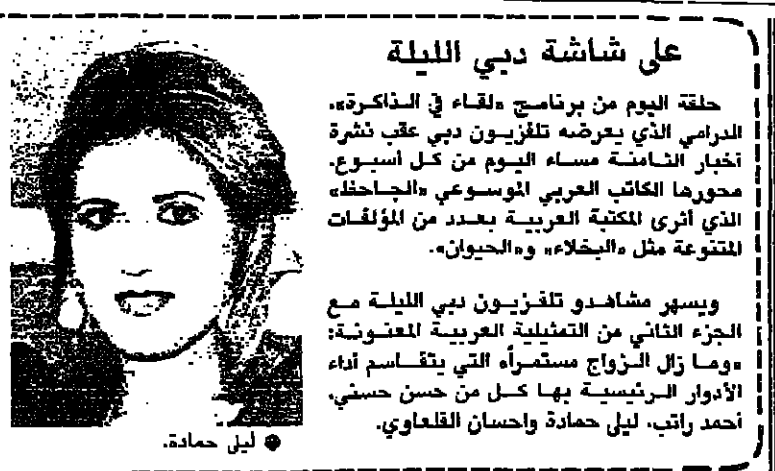 على شاشة دبي الليلة
حلقة اليوم من برنامج «لقاء في الذاكرة»،
الدرامي الذي يعرضه تلفزيون دبي عقب نشرة
أخبار الثامنة مساء اليوم من كل أسبوع.
محورها الكاتب العربي الموسوعي «الجاحظ»
الذي أثرى المكتبة العربية بعدد من المؤلفات
المتنوعة مثل «البخلاء» و«الحيوان».
ويسهر مشاهدو تلفزيون دبي الليلة مع
الجزء الثاني من التمثيلية العربية المعنونة:
«وما زال الزواج مستمراً» التي يتقاسم أداء
الأدوار الرئيسية بها كل من حسن حسني،
أحمد راتب، ليلى حمادة واحسان القلعاوي.
● ليلى حمادة.